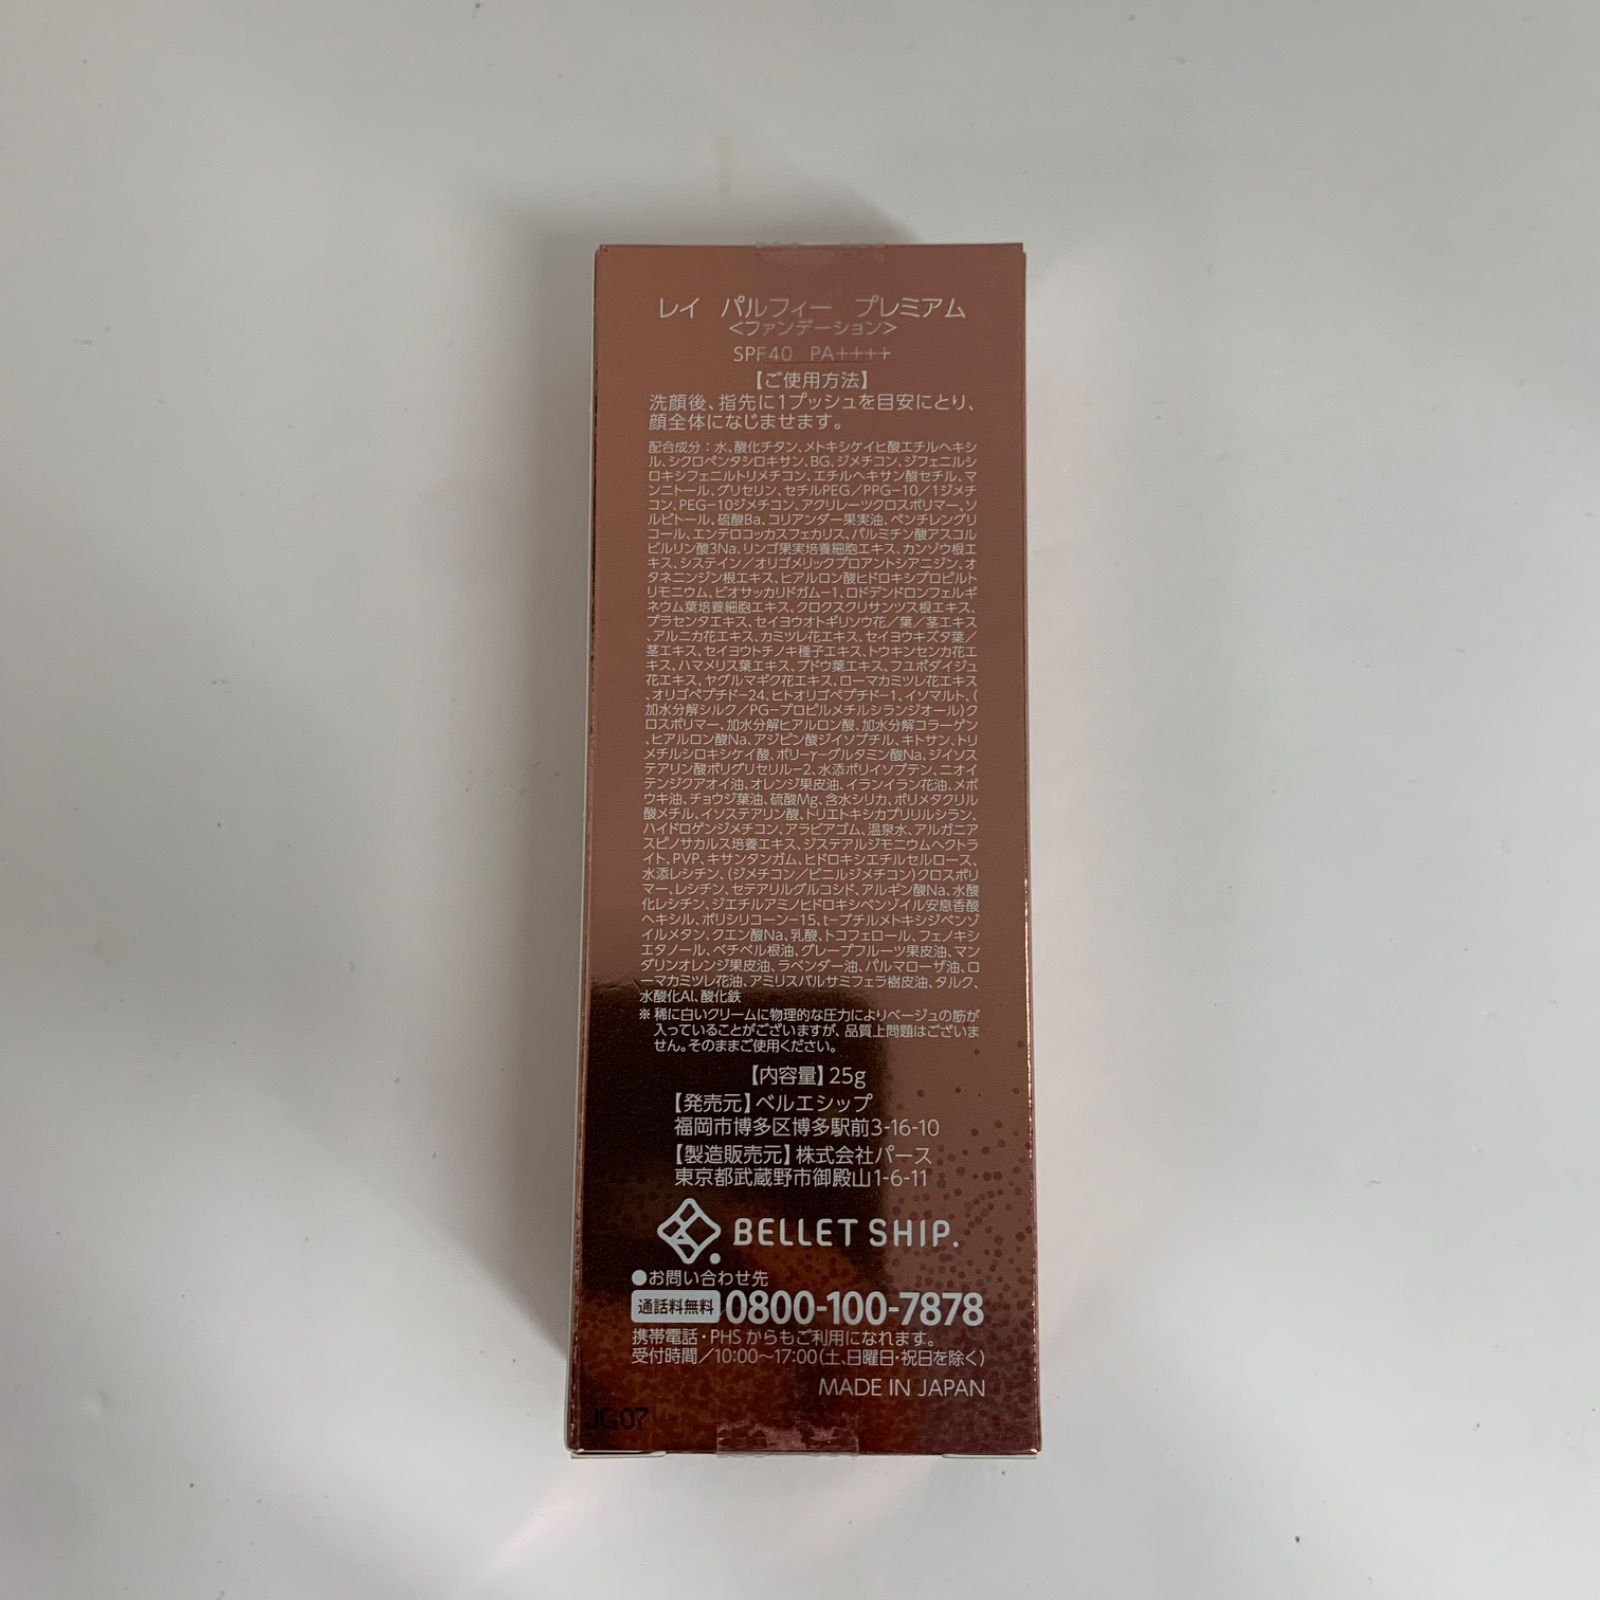 レイ パルフィー プレミアム
<ファンデーション>
SPF40 PA++++
【ご使用方法】
洗顔後、指先に1プッシュを目安にとり、
顔全体になじませます。
配合成分：水、酸化チタン、メトキシケイヒ酸エチルヘキシ
ル、シクロペンタシロキサン、BG、ジメチコン、ジフェニルシ
ロキシフェニルトリメチコン、エチルヘキサン酸セチル、マ
ンニトール、グリセリン、セチルPEG/PPG-10/1ジメチ
コン、PEG-10ジメチコン、アクリレーツクロスポリマー、ソ
ルビトール、硫酸Ba、コリアンダー果実油、ペンチレングリ
コール、エンテロコッカスフェカリス、パルミチン酸アスコル
ビルリン酸3Na、リンゴ果実培養細胞エキス、カンゾウ根エ
キス、システイン/オリゴメリックプロアントシアニジン、オ
タネニンジン根エキス、ヒアルロン酸ヒドロキシプロピルト
リモニウム、ビオサッカリドガム-1、ロドデンドロンフェルギ
ネウム葉培養細胞エキス、クロクスクリサンツス根エキス、
プラセンタエキス、セイヨウオトギリソウ花/葉/茎エキス
、アルニカ花エキス、カミツレ花エキス、セイヨウキズタ葉/
茎エキス、セイヨウトチノキ種子エキス、トウキンセンカ花エ
キス、ハマメリス葉エキス、ブドウ葉エキス、フユボダイジュ
花エキス、ヤグルマギク花エキス、ローマカミツレ花エキス
、オリゴペプチド-24、ヒトオリゴペプチド-1、イソマルト、(
加水分解シルク/PG-プロピルメチルシランジオール)ク
ロスポリマー、加水分解ヒアルロン酸、加水分解コラーゲン
、ヒアルロン酸Na、アジピン酸ジイソブチル、キトサン、トリ
メチルシロキシケイ酸、ポリ-γ-グルタミン酸Na、ジイソス
テアリン酸ポリグリセリル-2、水添ポリイソブテン、ニオイ
テンジクアオイ油、オレンジ果皮油、イランイラン花油、メボ
ウキ油、チョウジ葉油、硫酸Mg、含水シリカ、ポリメタクリル
酸メチル、イソステアリン酸、トリエトキシカプリリルシラン、
ハイドロゲンジメチコン、アラビアゴム、温泉水、アルガニア
スピノサカルス培養エキス、ジステアルジモニウムヘクトラ
イト、PVP、キサンタンガム、ヒドロキシエチルセルロース、
水添レシチン、(ジメチコン/ビニルジメチコン)クロスポリ
マー、レシチン、セテアリルグルコシド、アルギン酸Na、水酸
化レシチン、ジエチルアミノヒドロキシベンゾイル安息香酸
ヘキシル、ポリシリコーン-15、t-ブチルメトキシジベンゾ
イルメタン、クエン酸Na、乳酸、トコフェロール、フェノキシ
エタノール、ベチベル根油、グレープフルーツ果皮油、マン
ダリンオレンジ果皮油、ラベンダー油、パルマローザ油、ロ
ーマカミツレ花油、アミリスバルサミフェラ樹皮油、タルク、
水酸化Al、酸化鉄
※稀に白いクリームに物理的な圧力によりベージュの筋が
入っていることがございますが、品質上問題はございま
せん。そのままご使用ください。
【内容量】25g
【発売元】ベルエシップ
福岡市博多区博多駅前3-16-10
【製造販売元】株式会社パース
東京都武蔵野市御殿山1-6-11
BELLET SHIP.
●お問い合わせ先
通話料無料 0800-100-7878
携帯電話・PHSからもご利用になれます。
受付時間/10:00〜17:00(土、日曜日・祝日を除く)
MADE IN JAPAN
JG07